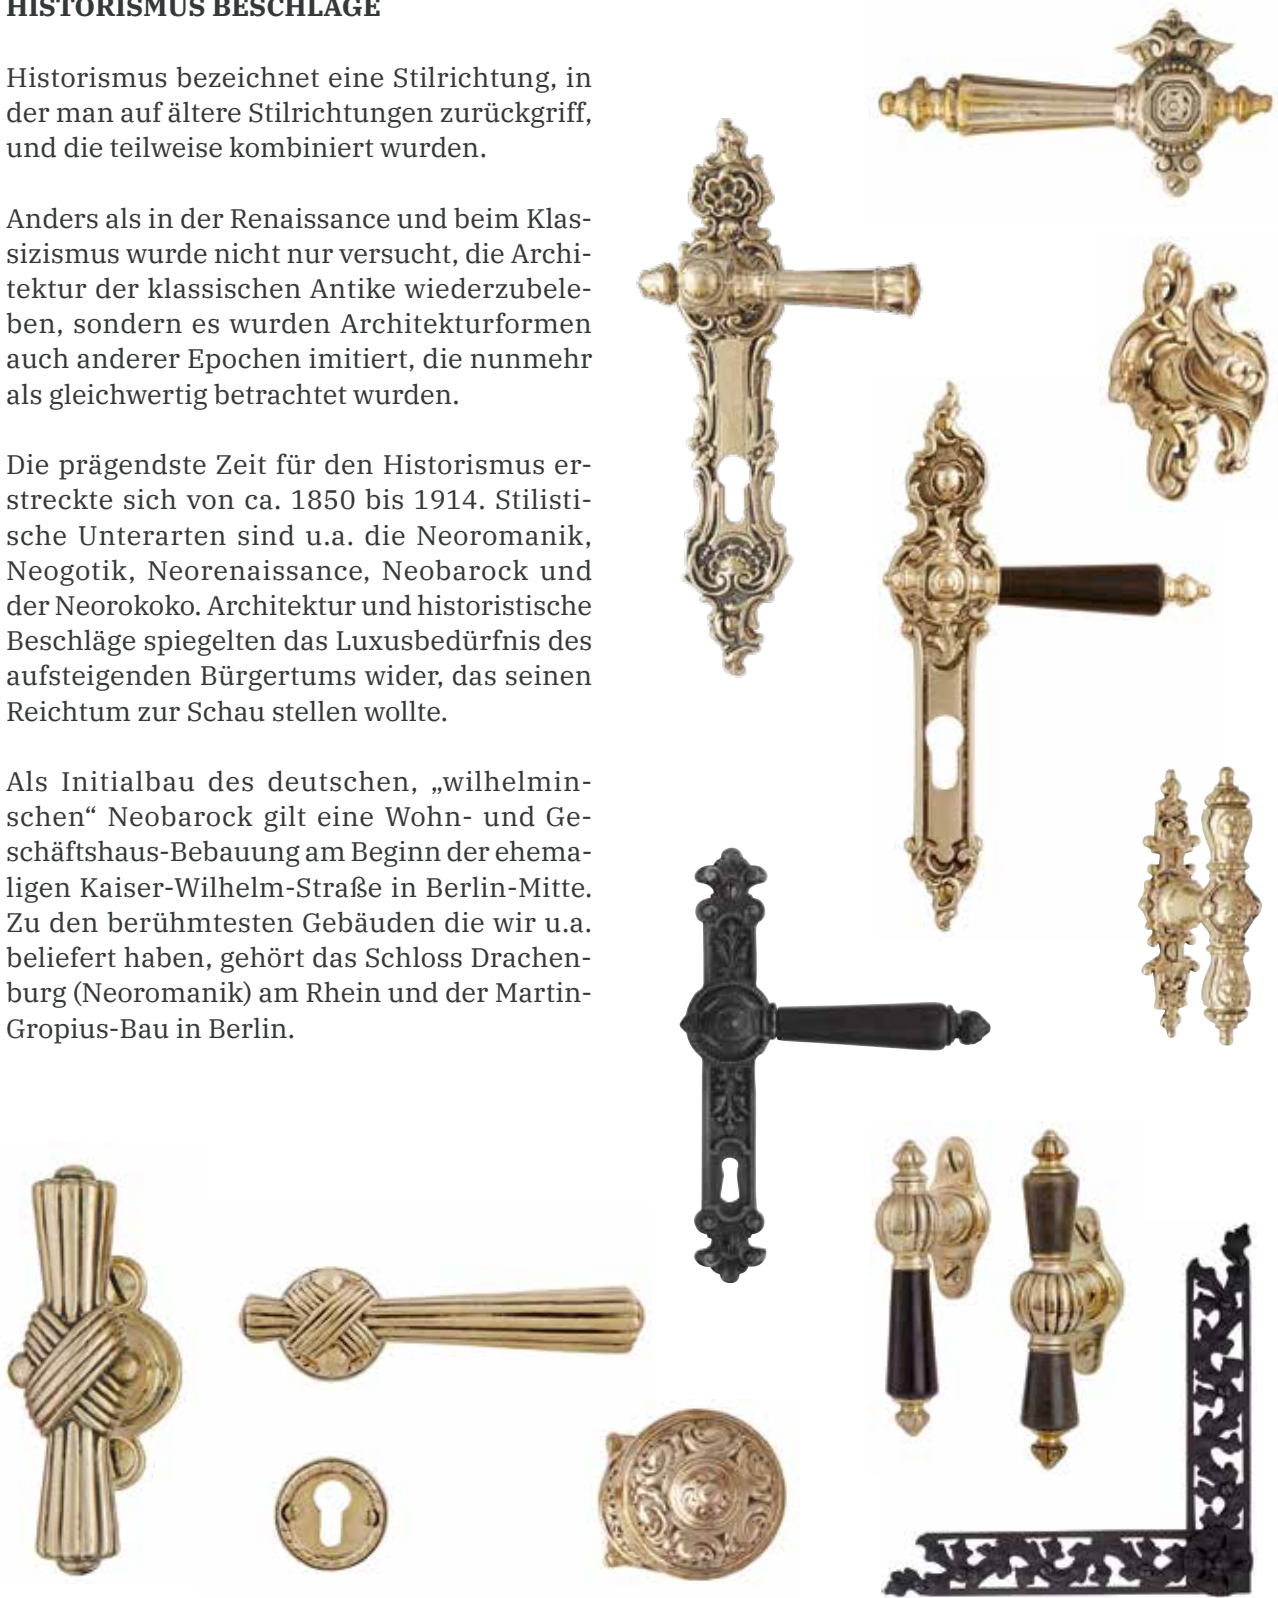 HISTORISMUS BESCHLÄGE
Historismus bezeichnet eine Stilrichtung, in
der man auf ältere Stilrichtungen zurückgriff,
und die teilweise kombiniert wurden.
Anders als in der Renaissance und beim Klas-
sizismus wurde nicht nur versucht, die Archi-
tektur der klassischen Antike wiederzubele-
ben, sondern es wurden Architekturformen
auch anderer Epochen imitiert, die nunmehr
als gleichwertig betrachtet wurden.
Die prägendste Zeit für den Historismus er-
streckte sich von ca. 1850 bis 1914. Stilisti-
sche Unterarten sind u.a. die Neoromanik,
Neogotik, Neorenaissance, Neobarock und
der Neorokoko. Architektur und historistische
Beschläge spiegelten das Luxusbedürfnis des
aufsteigenden Bürgertums wider, das seinen
Reichtum zur Schau stellen wollte.
Als Initialbau des deutschen, „wilhelmin-
schen“ Neobarock gilt eine Wohn- und Ge-
schäftshaus-Bebauung am Beginn der ehema-
ligen Kaiser-Wilhelm-Straße in Berlin-Mitte.
Zu den berühmtesten Gebäuden die wir u.a.
beliefert haben, gehört das Schloss Drachen-
burg (Neoromanik) am Rhein und der Martin-
Gropius-Bau in Berlin.